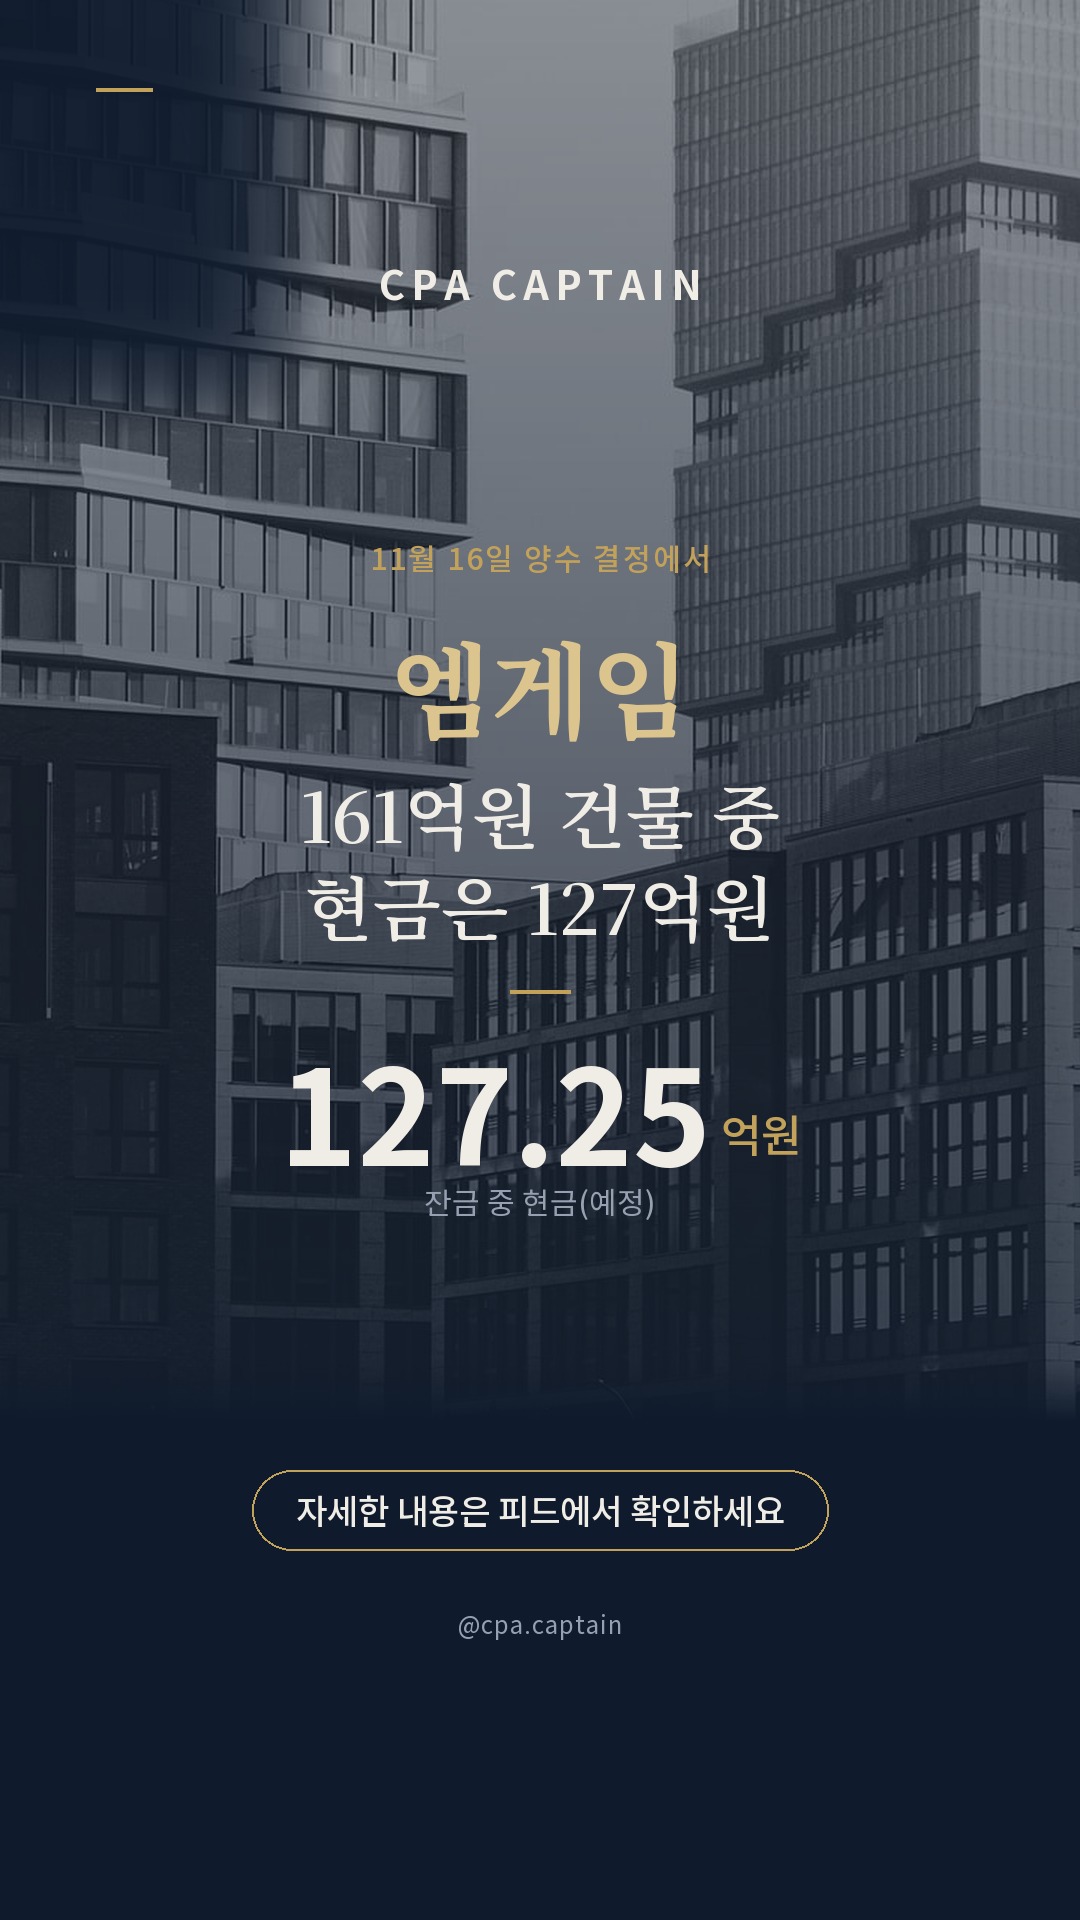 CPA CAPTAIN
11월 16일 양수 결정에서
엠게임
161억원 건물 중
현금은 127억원
127.25 억원
잔금 중 현금(예정)
자세한 내용은 피드에서 확인하세요
@cpa.captain